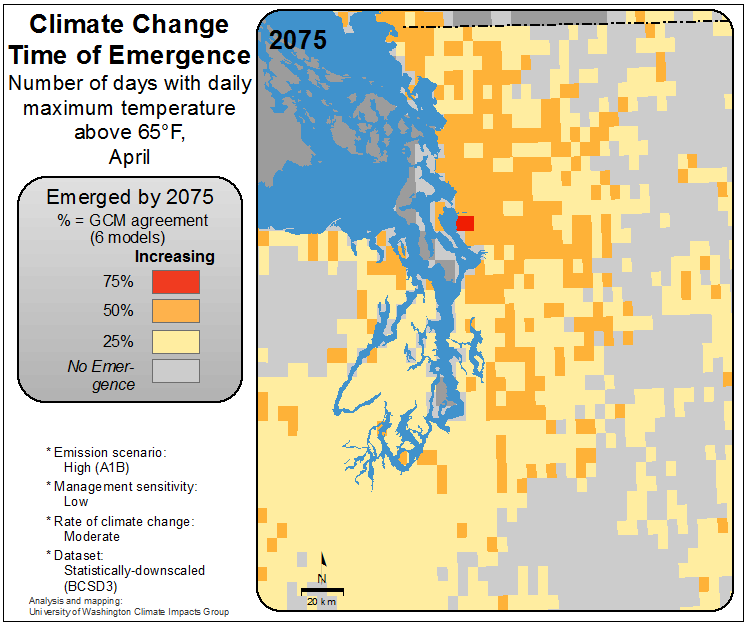 Climate Change
Time of Emergence
Number of days with daily
maximum temperature
above 65°F,
April
2075
Emerged by 2075
% = GCM agreement
(6 models)
Increasing
75%
50%
25%
No Emer-
gence
* Emission scenario:
High (A1B)
* Management sensitivity:
Low
* Rate of climate change:
Moderate
* Dataset:
Statistically-downscaled
(BCSD3)
Analysis and mapping:
University of Washington Climate Impacts Group
N
20 km